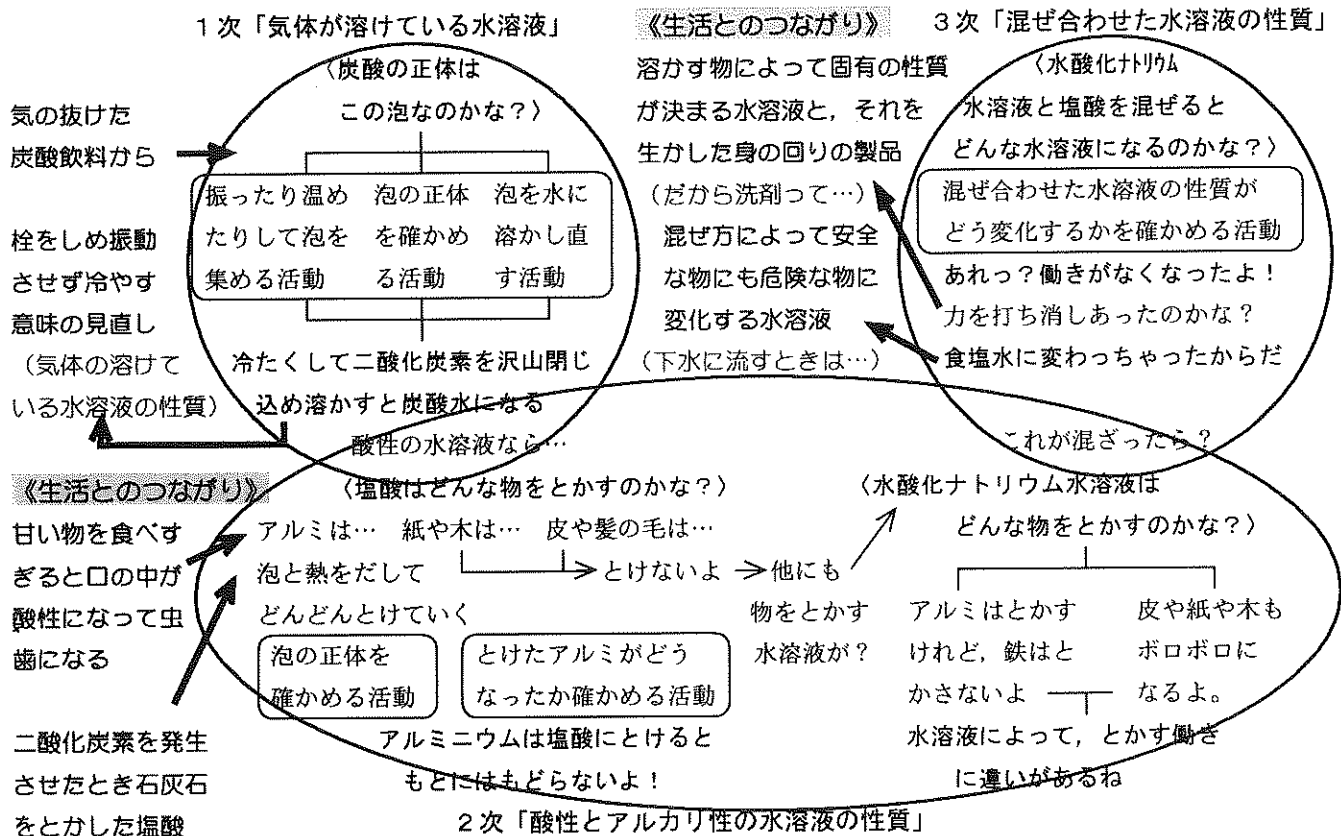 1次「気体が溶けている水溶液」
〈炭酸の正体は
この泡なのかな？〉
気の抜けた
炭酸飲料から
栓をしめ振動
させず冷やす
意味の見直し
（気体の溶けて
いる水溶液の性質）
振ったり温め
たりして泡を
集める活動
泡の正体
を確かめ
る活動
泡を水に
溶かし直
す活動
冷たくして二酸化炭素を沢山閉じ
込め溶かすと炭酸水になる
酸性の水溶液なら…
《生活とのつながり》
溶かす物によって固有の性質
が決まる水溶液と，それを
生かした身の回りの製品
（だから洗剤って…）
混ぜ方によって安全
な物にも危険な物に
変化する水溶液
（下水に流すときは…）
3次「混ぜ合わせた水溶液の性質」
〈水酸化ナトリウム
水溶液と塩酸を混ぜると
どんな水溶液になるのかな？〉
混ぜ合わせた水溶液の性質が
どう変化するかを確かめる活動
あれっ？働きがなくなったよ！
力を打ち消しあったのかな？
食塩水に変わっちゃったからだ
これが混ざったら？
《生活とのつながり》
甘い物を食べす
ぎると口の中が
酸性になって虫
歯になる
二酸化炭素を発生
させたとき石灰石
をとかした塩酸
〈塩酸はどんな物をとかすのかな？〉
アルミは… 紙や木は… 皮や髪の毛は…
泡と熱をだして
どんどんとけていく
とけないよ
他にも
物をとかす
水溶液が？
泡の正体を
確かめる活動
とけたアルミがどう
なったか確かめる活動
アルミニウムは塩酸にとけると
もとにはもどらないよ！
〈水酸化ナトリウム水溶液は
どんな物をとかすのかな？〉
アルミはとかす
けれど，鉄はと
かさないよ
皮や紙や木も
ボロボロに
なるよ。
水溶液によって，とかす働き
に違いがあるね
2次「酸性とアルカリ性の水溶液の性質」